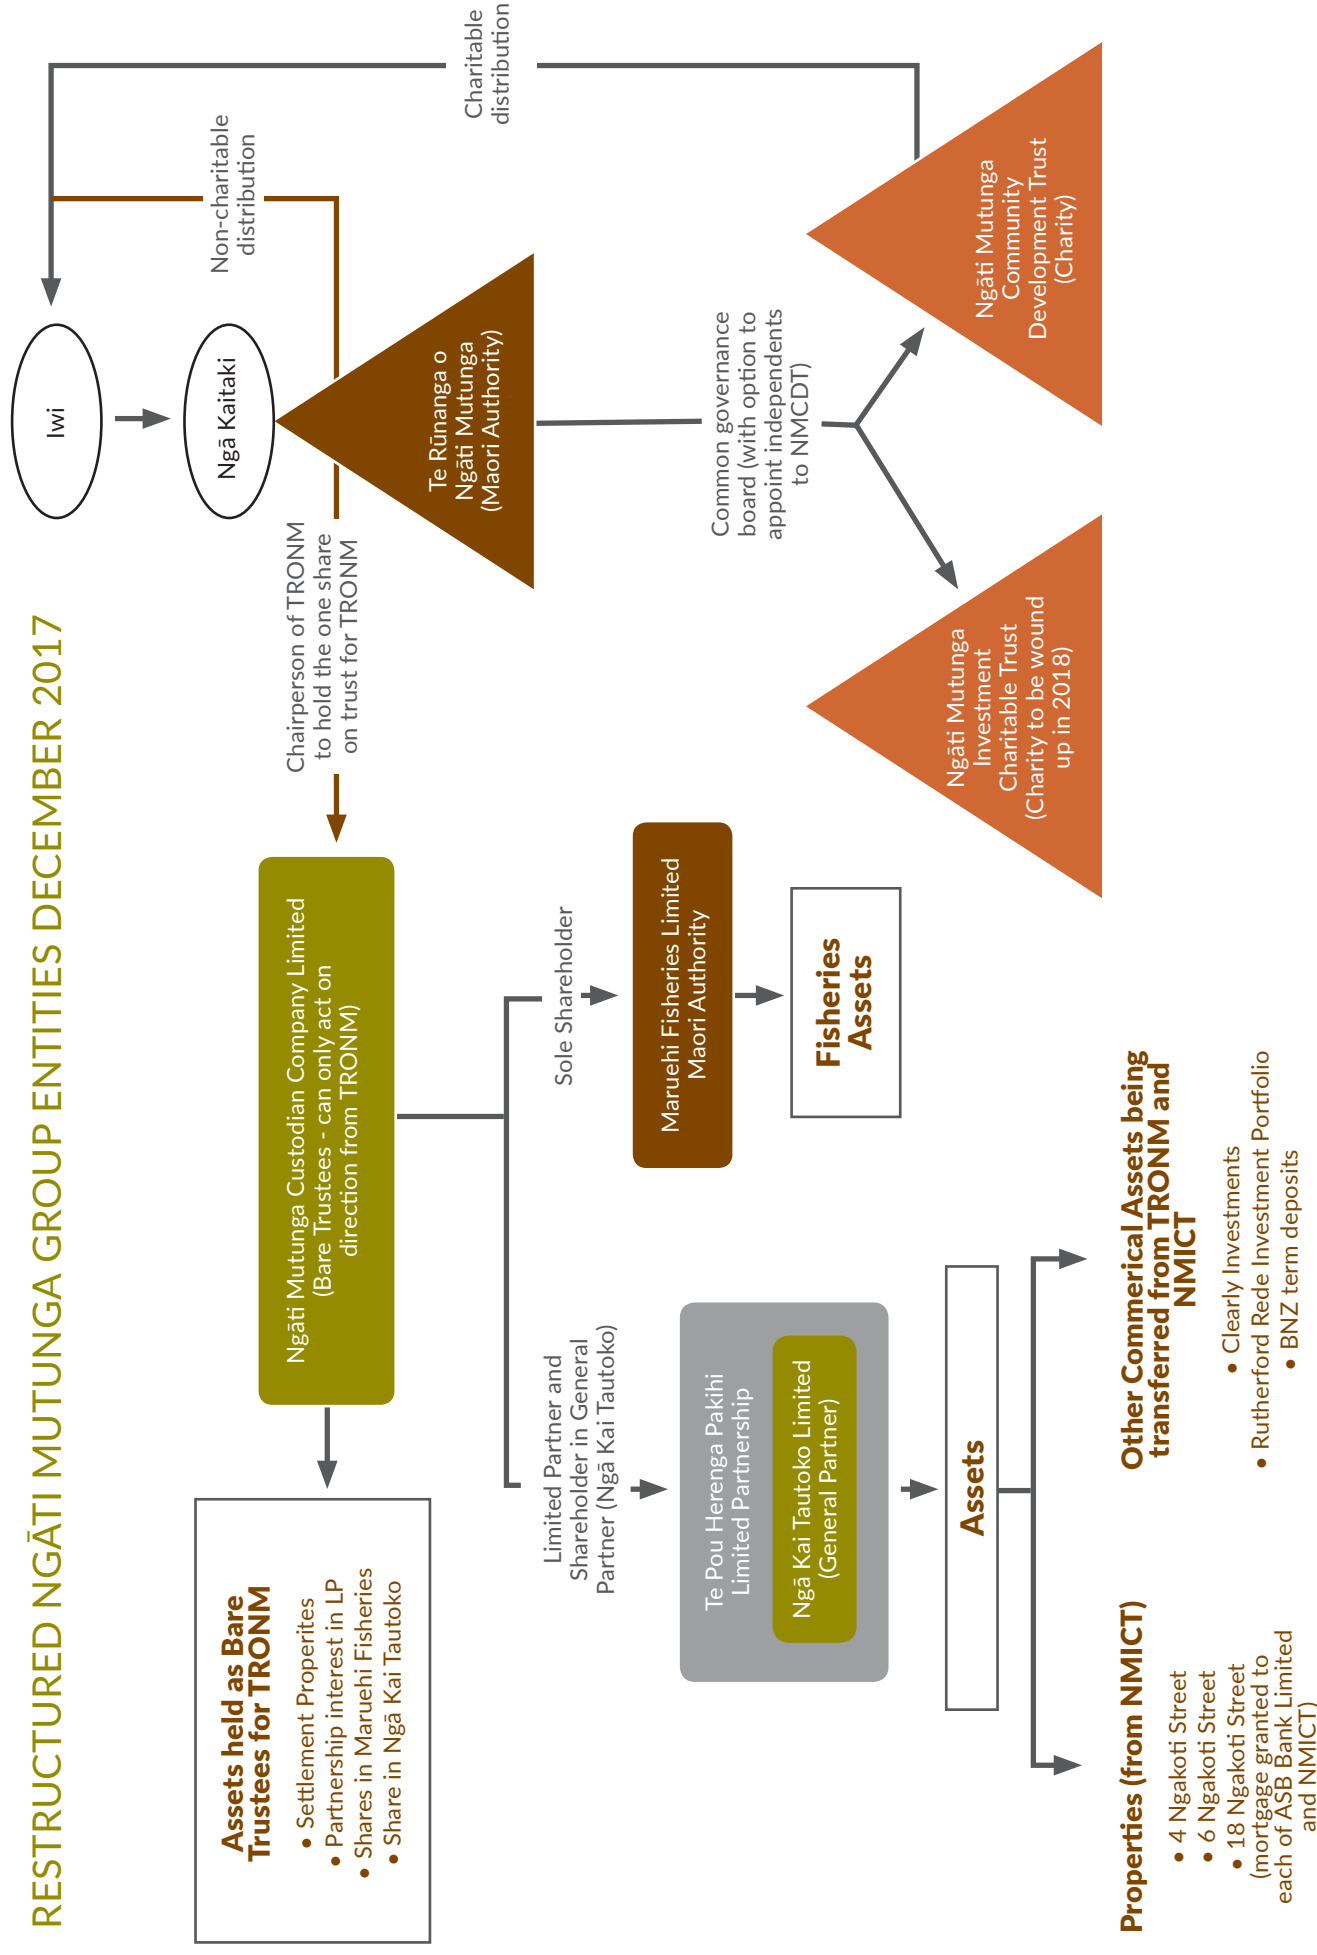 RESTRUCTURED NGĀTI MUTUNGA GROUP ENTITIES DECEMBER 2017
Iwi
Ngā Kaitaki
Non-charitable
distribution
Charitable
distribution
Te Rūnanga o
Ngāti Mutunga
(Maori Authority)
Chairperson of TRONM
to hold the one share
on trust for TRONM
Ngāti Mutunga Custodian Company Limited
(Bare Trustees - can only act on
direction from TRONM)
Assets held as Bare
Trustees for TRONM
• Settlement Properites
• Partnership interest in LP
• Shares in Maruehi Fisheries
• Share in Ngā Kai Tautoko
Limited Partner and
Shareholder in General
Partner (Ngā Kai Tautoko)
Sole Shareholder
Common governance
board (with option to
appoint independents
to NMCDT)
Te Pou Herenga Pakihi
Limited Partnership
Ngā Kai Tautoko Limited
(General Partner)
Maruehi Fisheries Limited
Maori Authority
Fisheries
Assets
Ngāti Mutunga
Investment
Charitable Trust
(Charity to be wound
up in 2018)
Ngāti Mutunga
Community
Development Trust
(Charity)
Assets
Properties (from NMICT)
• 4 Ngakoti Street
• 6 Ngakoti Street
• 18 Ngakoti Street
(mortgage granted to
each of ASB Bank Limited
and NMICT)
Other Commerical Assets being
transferred from TRONM and
NMICT
• Clearly Investments
• Rutherford Rede Investment Portfolio
• BNZ term deposits